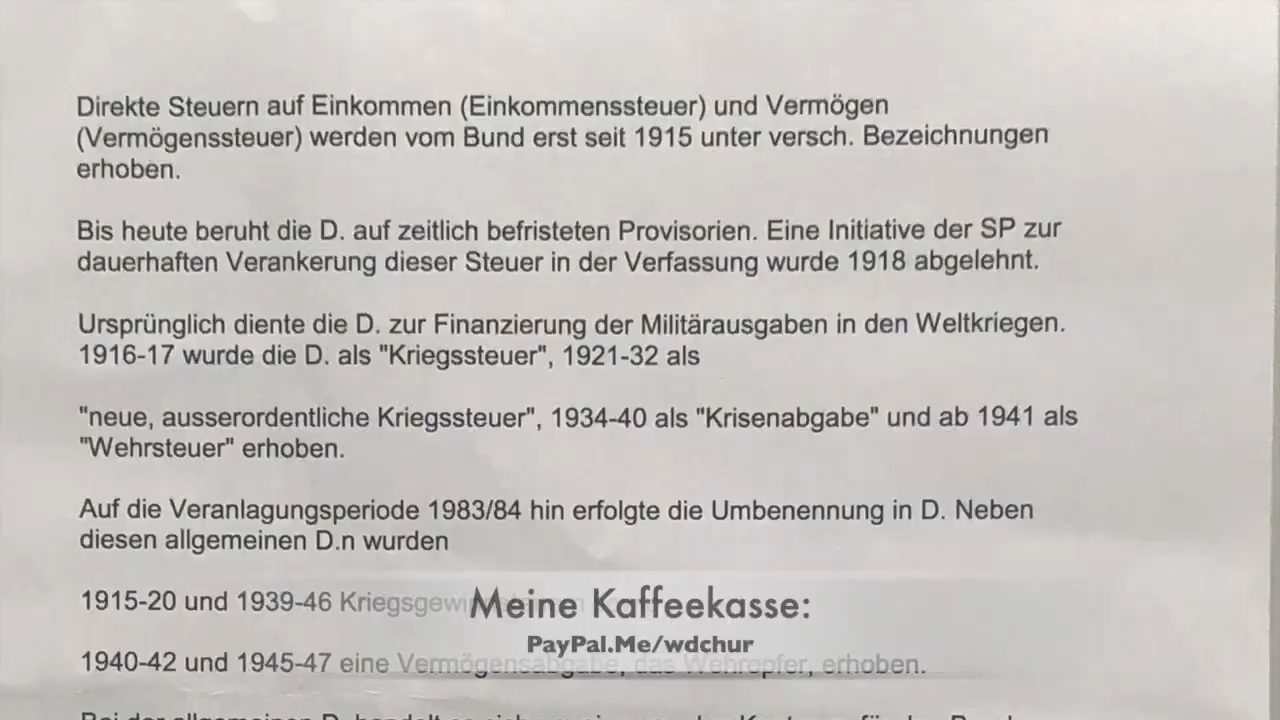 Direkte Steuern auf Einkommen (Einkommenssteuer) und Vermögen
(Vermögenssteuer) werden vom Bund erst seit 1915 unter versch. Bezeichnungen
erhoben.
Bis heute beruht die D. auf zeitlich befristeten Provisorien. Eine Initiative der SP zur
dauerhaften Verankerung dieser Steuer in der Verfassung wurde 1918 abgelehnt.
Ursprünglich diente die D. zur Finanzierung der Militärausgaben in den Weltkriegen.
1916-17 wurde die D. als "Kriegssteuer", 1921-32 als
"neue, ausserordentliche Kriegssteuer", 1934-40 als "Krisenabgabe" und ab 1941 als
"Wehrsteuer" erhoben.
Auf die Veranlagungsperiode 1983/84 hin erfolgte die Umbenennung in D. Neben
diesen allgemeinen D.n wurden
1915-20 und 1939-46
Meine Kaffeekasse:
PayPal.Me/wdchur
1940-42 und 1945-47 eine Vermögensabgabe, das Wehropfer, erhoben.